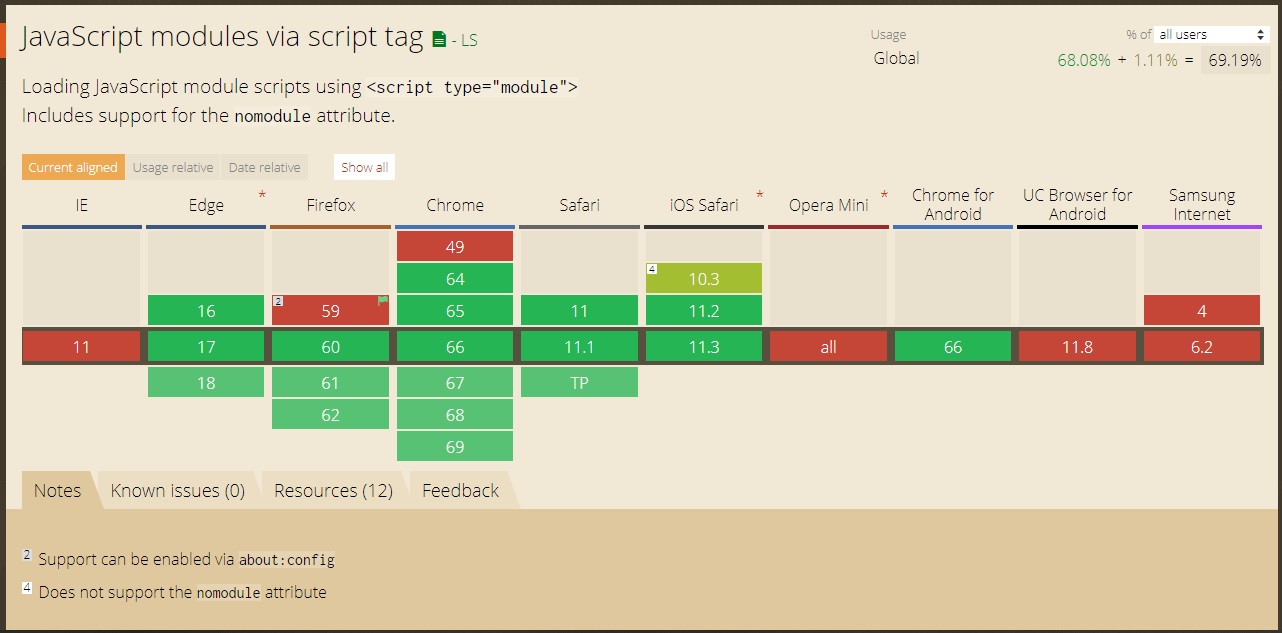 JavaScript modules via script tag - LS
Usage % of all users
Global 68.08% + 1.11% = 69.19%
Loading JavaScript module scripts using <script type="module">
Includes support for the nomodule attribute.
Current aligned Usage relative Date relative Show all
IE Edge * Firefox Chrome Safari iOS Safari * Opera Mini * Chrome for Android UC Browser for Android Samsung Internet
49
64 4 10.3
16 2 59 65 11 11.2 4
11 17 60 66 11.1 11.3 all 66 11.8 6.2
18 61 67 TP
62 68
69
Notes Known issues (0) Resources (12) Feedback
2 Support can be enabled via about:config
4 Does not support the nomodule attribute